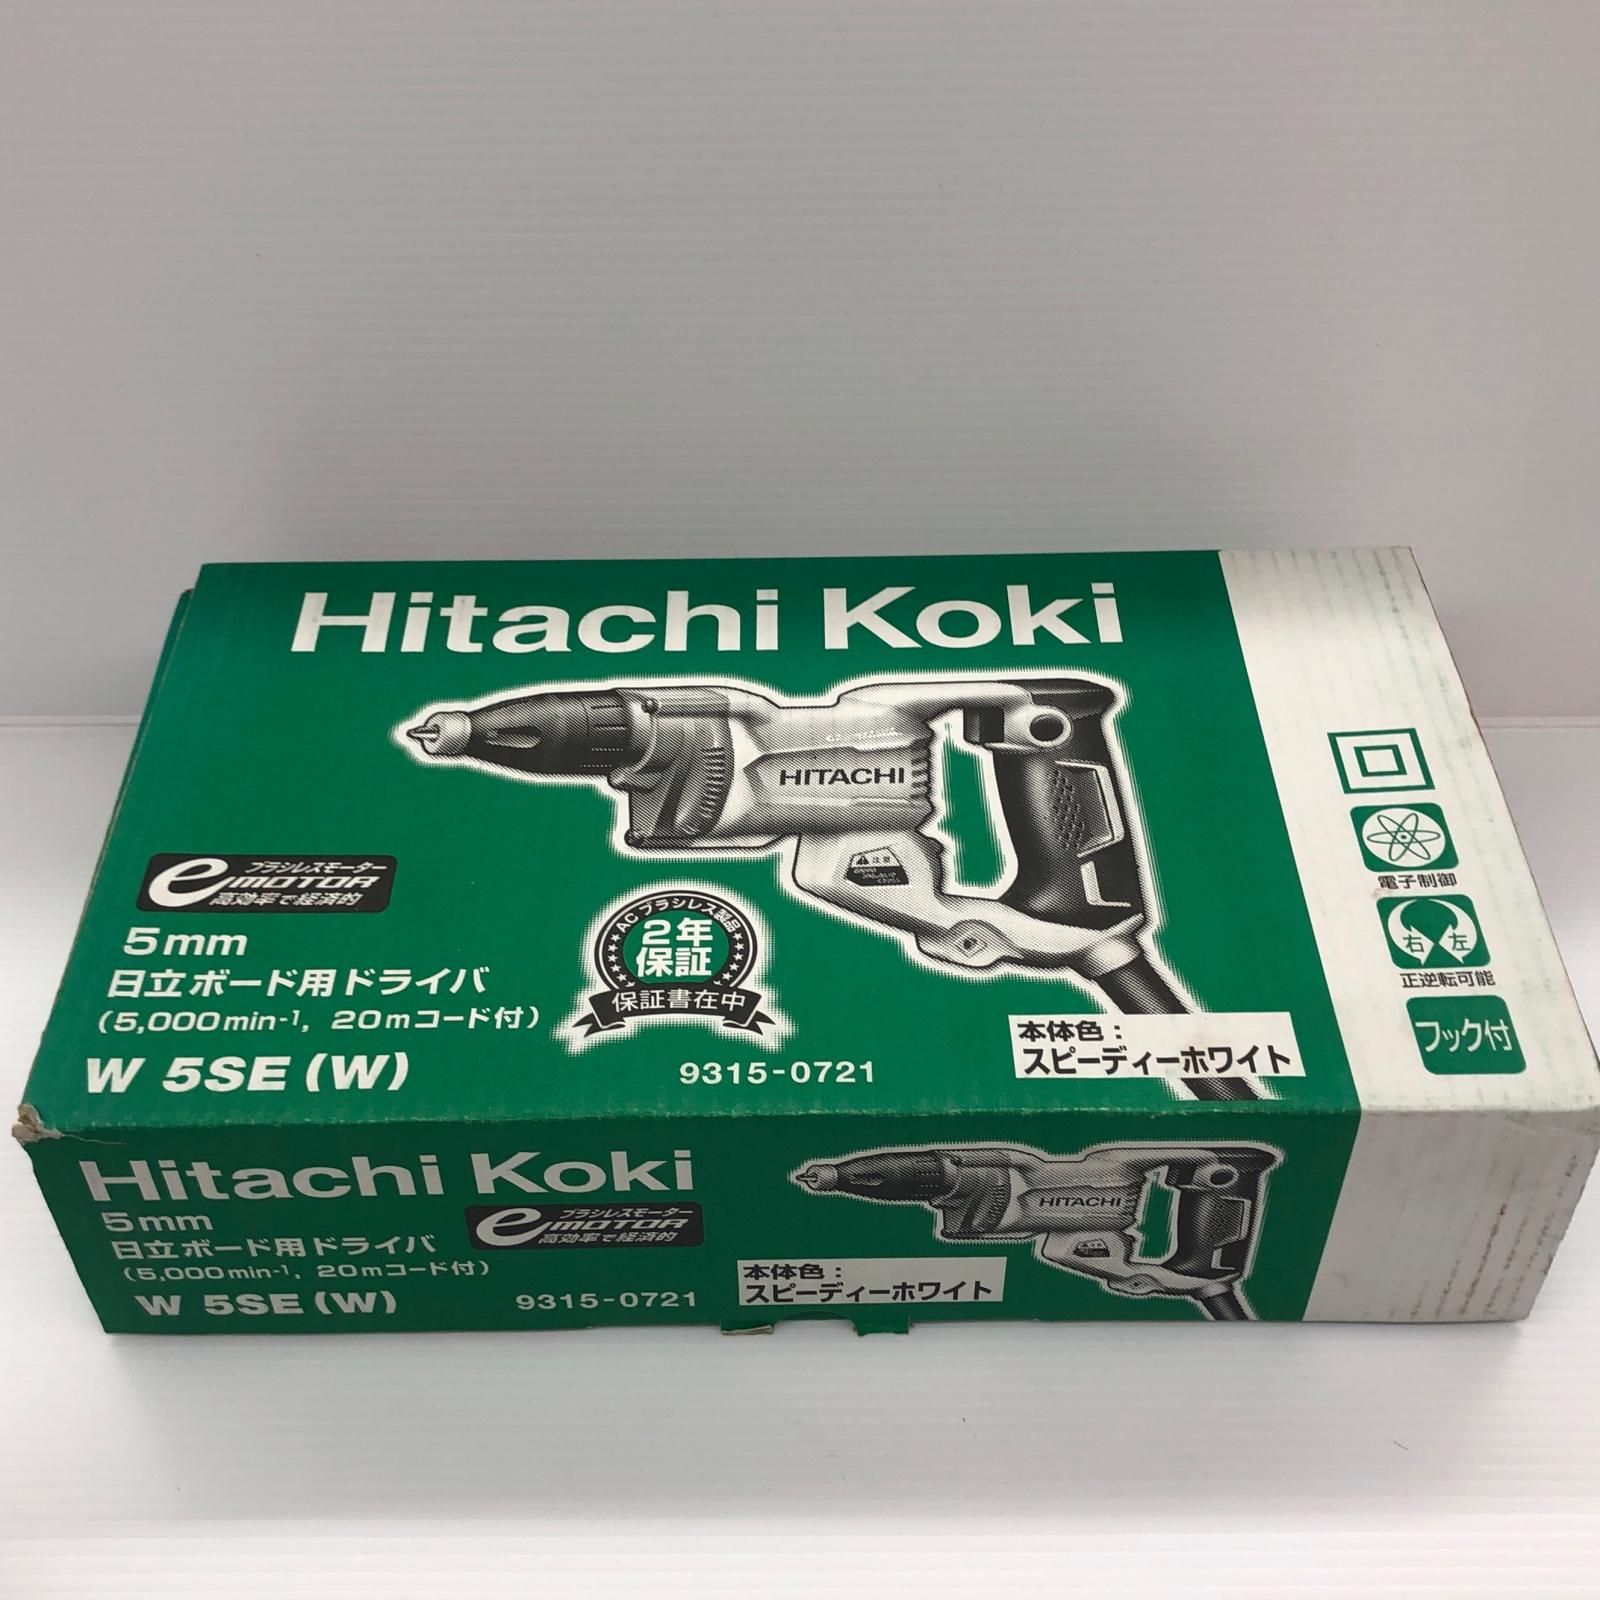 Hitachi Koki
HITACHI
注意
ブラシレスモーター
eMOTOR
高効率で経済的
5mm
日立ボード用ドライバ
(5,000min⁻¹, 20mコード付)
W 5SE (W)
ACブラシレス製品
2年
保証
保証書在中
9315-0721
本体色：
スピーディーホワイト
電子制御
右 左
正逆転可能
フック付
Hitachi Koki
5mm
日立ボード用ドライバ
(5,000min⁻¹, 20mコード付)
W 5SE (W)
ブラシレスモーター
eMOTOR
高効率で経済的
9315-0721
本体色：
スピーディーホワイト
HITACHI